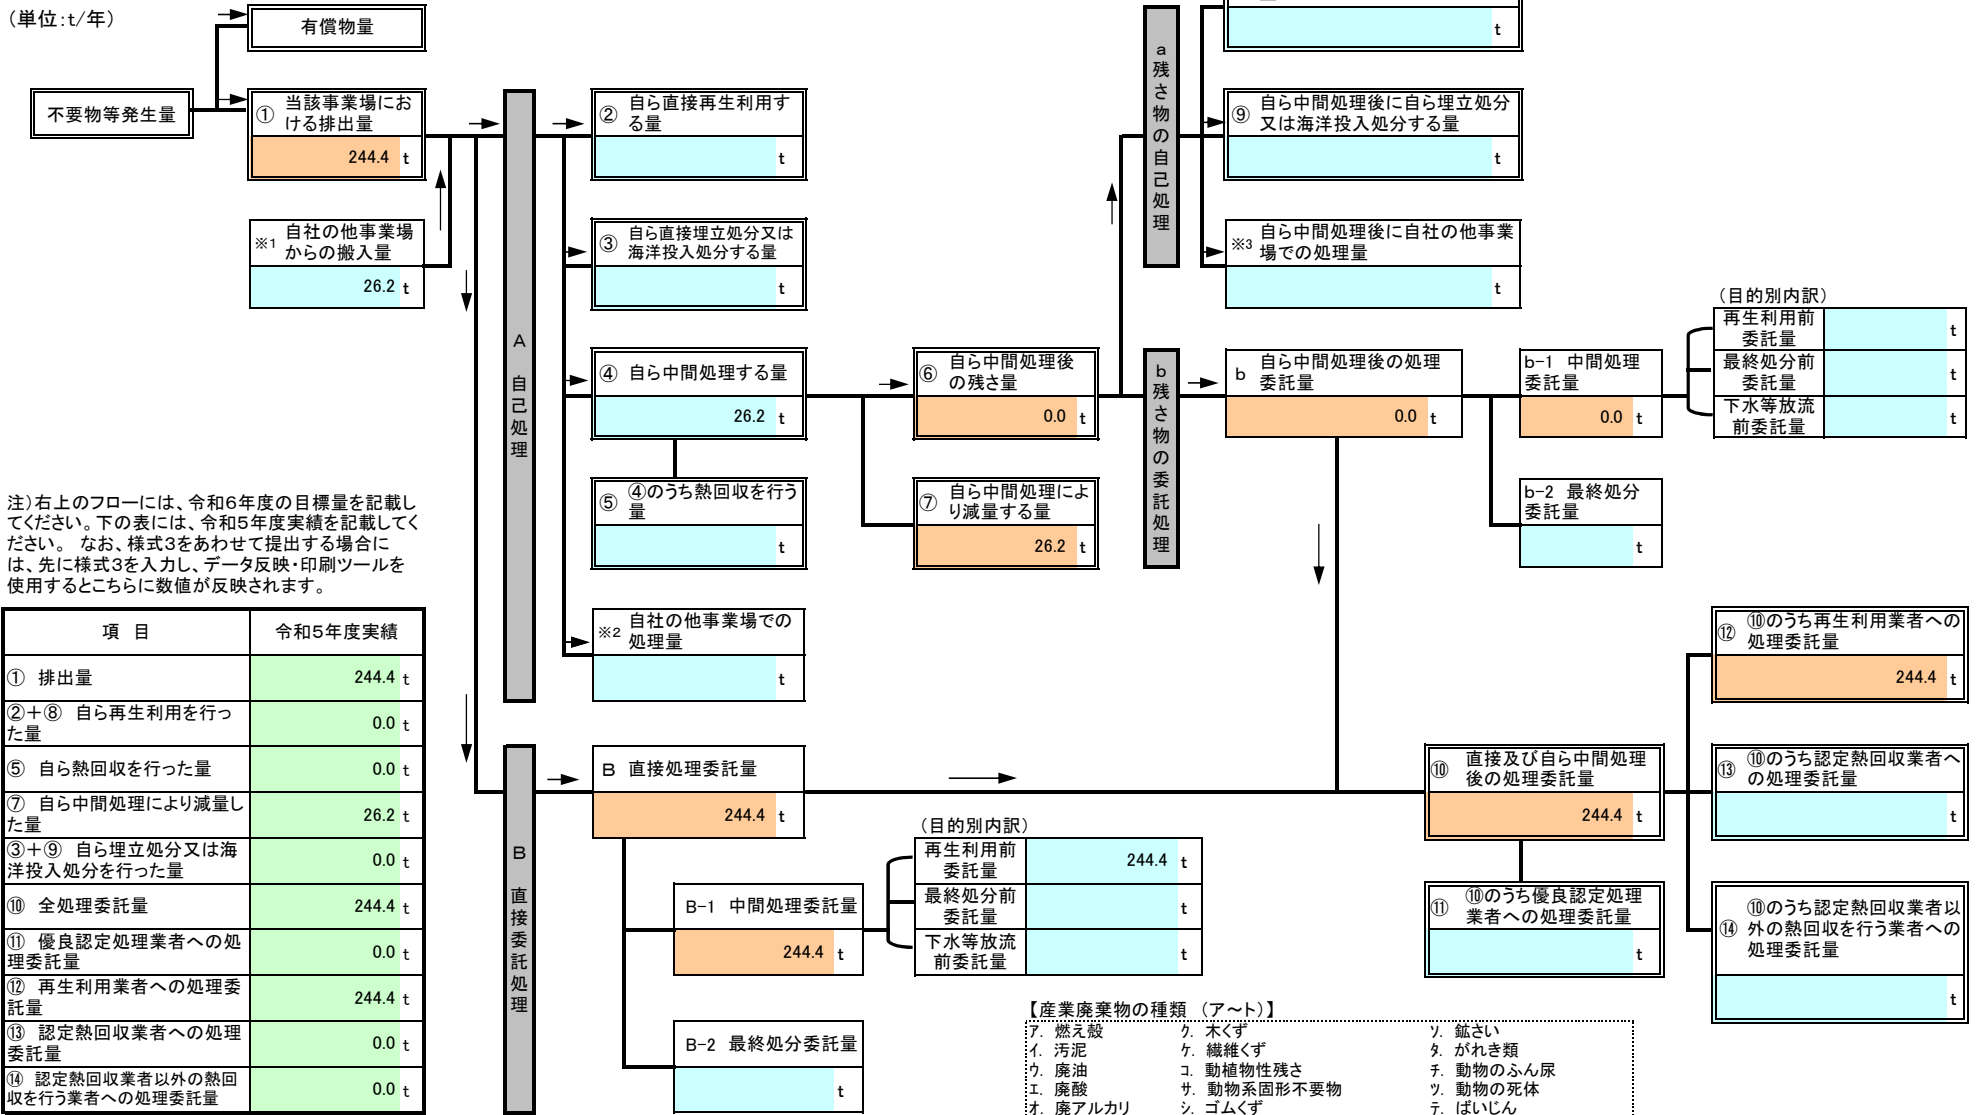 (単位:t/年)
有償物量
不要物等発生量
① 当該事業場にお
ける排出量
244.4 t
※1 自社の他事業場
からの搬入量
26.2 t
A 自己処理
② 自ら直接再生利用す
る量
t
③ 自ら直接埋立処分又は
海洋投入処分する量
t
④ 自ら中間処理する量
26.2 t
⑤ ④のうち熱回収を行う
量
t
※2 自社の他事業場での
処理量
t
⑥ 自ら中間処理後
の残さ量
0.0 t
⑦ 自ら中間処理によ
り減量する量
26.2 t
a残さ物の自己処理
t
⑨ 自ら中間処理後に自ら埋立処分
又は海洋投入処分する量
t
※3 自ら中間処理後に自社の他事業
場での処理量
t
b残さ物の委託処理
b 自ら中間処理後の処理
委託量
0.0 t
b-1 中間処理
委託量
0.0 t
b-2 最終処分
委託量
t
(目的別内訳)
再生利用前
委託量
t
最終処分前
委託量
t
下水等放流
前委託量
t
注)右上のフローには、令和6年度の目標量を記載し
てください。下の表には、令和5年度実績を記載してく
ださい。 なお、様式3をあわせて提出する場合に
は、先に様式3を入力し、データ反映・印刷ツールを
使用するとこちらに数値が反映されます。
項 目 令和5年度実績
① 排出量 244.4 t
②+⑧ 自ら再生利用を行っ
た量 0.0 t
⑤ 自ら熱回収を行った量 0.0 t
⑦ 自ら中間処理により減量し
た量 26.2 t
③+⑨ 自ら埋立処分又は海
洋投入処分を行った量 0.0 t
⑩ 全処理委託量 244.4 t
⑪ 優良認定処理業者への処
理委託量 0.0 t
⑫ 再生利用業者への処理委
託量 244.4 t
⑬ 認定熱回収業者への処理
委託量 0.0 t
⑭ 認定熱回収業者以外の熱回
収を行う業者への処理委託量 0.0 t
B 直接委託処理
B 直接処理委託量
244.4 t
B-1 中間処理委託量
244.4 t
B-2 最終処分委託量
t
(目的別内訳)
再生利用前
委託量
244.4 t
最終処分前
委託量
t
下水等放流
前委託量
t
⑩ 直接及び自ら中間処理
後の処理委託量
244.4 t
⑪ ⑩のうち優良認定処理
業者への処理委託量
t
⑫ ⑩のうち再生利用業者への
処理委託量
244.4 t
⑬ ⑩のうち認定熱回収業者へ
の処理委託量
t
⑭ ⑩のうち認定熱回収業者以
外の熱回収を行う業者への
処理委託量
t
【産業廃棄物の種類 (ア~ト)】
ア. 燃え殻 ク. 木くず ソ. 鉱さい
イ. 汚泥 ケ. 繊維くず タ. がれき類
ウ. 廃油 コ. 動植物性残さ チ. 動物のふん尿
エ. 廃酸 サ. 動物系固形不要物 ツ. 動物の死体
オ. 廃アルカリ シ. ゴムくず テ. ばいじん